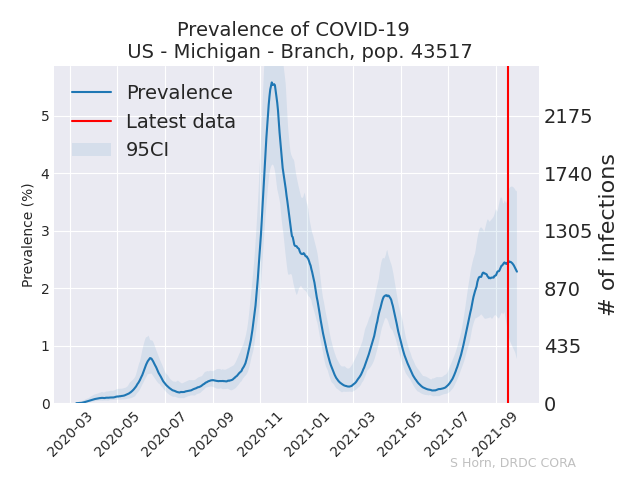 Prevalence of COVID-19
US - Michigan - Branch, pop. 43517
Prevalence
Latest data
95CI
Prevalence (%)
5
4
3
2
1
0
2175
1740
1305
870
435
0
# of infections
2020-03
2020-05
2020-07
2020-09
2020-11
2021-01
2021-03
2021-05
2021-07
2021-09
S Horn, DRDC CORA